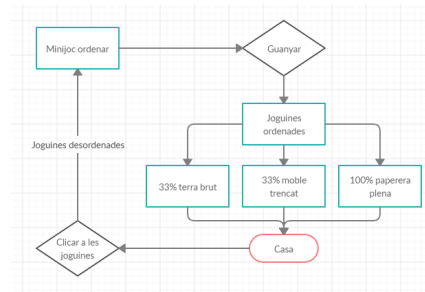 Minijoc ordenar
Guanyar
Joguines
ordenades
Joguines desordenades
33% terra brut
33% moble
trencat
100% paperera
plena
Clicar a les
joguines
Casa